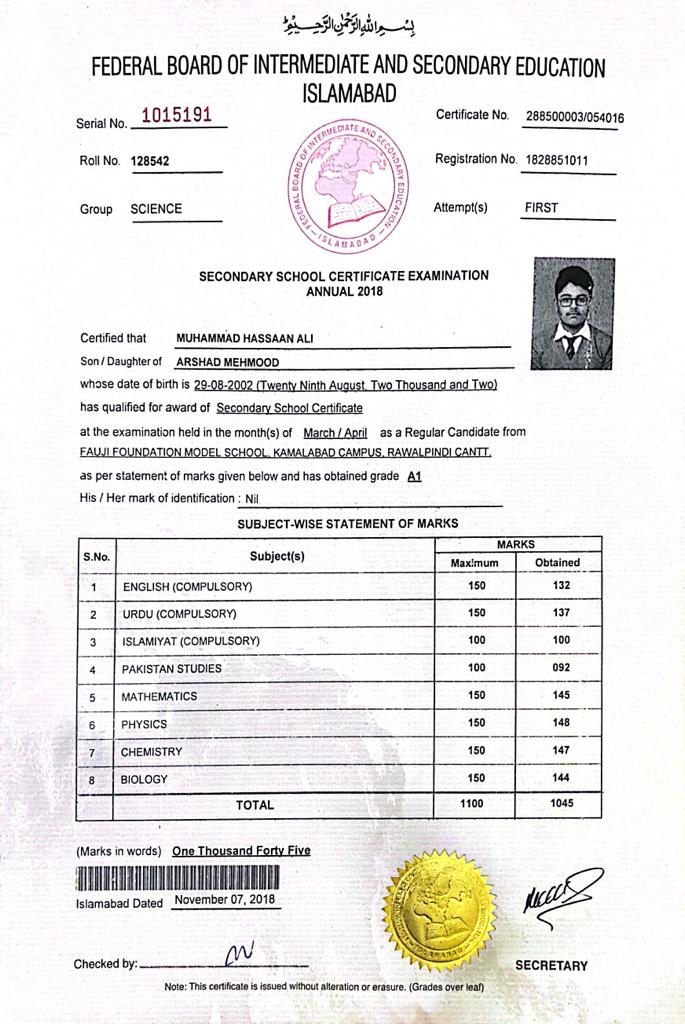 بسم اللہ الرحمن الرحیم
FEDERAL BOARD OF INTERMEDIATE AND SECONDARY EDUCATION
ISLAMABAD
Serial No. 1015191
Certificate No. 288500003/054016
Roll No. 128542
Registration No. 1828851011
Group SCIENCE
Attempt(s) FIRST
FEDERAL BOARD OF INTERMEDIATE AND SECONDARY EDUCATION
ISLAMABAD
SECONDARY SCHOOL CERTIFICATE EXAMINATION
ANNUAL 2018
Certified that MUHAMMAD HASSAAN ALI
Son / Daughter of ARSHAD MEHMOOD
whose date of birth is 29-08-2002 (Twenty Ninth August, Two Thousand and Two)
has qualified for award of Secondary School Certificate
at the examination held in the month(s) of March / April as a Regular Candidate from
FAUJI FOUNDATION MODEL SCHOOL, KAMALABAD CAMPUS, RAWALPINDI CANTT.
as per statement of marks given below and has obtained grade A1
His / Her mark of identification : Nil
SUBJECT-WISE STATEMENT OF MARKS
S.No. Subject(s) MARKS
Maximum Obtained
1 ENGLISH (COMPULSORY) 150 132
2 URDU (COMPULSORY) 150 137
3 ISLAMIYAT (COMPULSORY) 100 100
4 PAKISTAN STUDIES 100 092
5 MATHEMATICS 150 145
6 PHYSICS 150 148
7 CHEMISTRY 150 147
8 BIOLOGY 150 144
TOTAL 1100 1045
(Marks in words) One Thousand Forty Five
Islamabad Dated November 07, 2018
ISLAMABAD
Checked by:
SECRETARY
Note: This certificate is issued without alteration or erasure. (Grades over leaf)